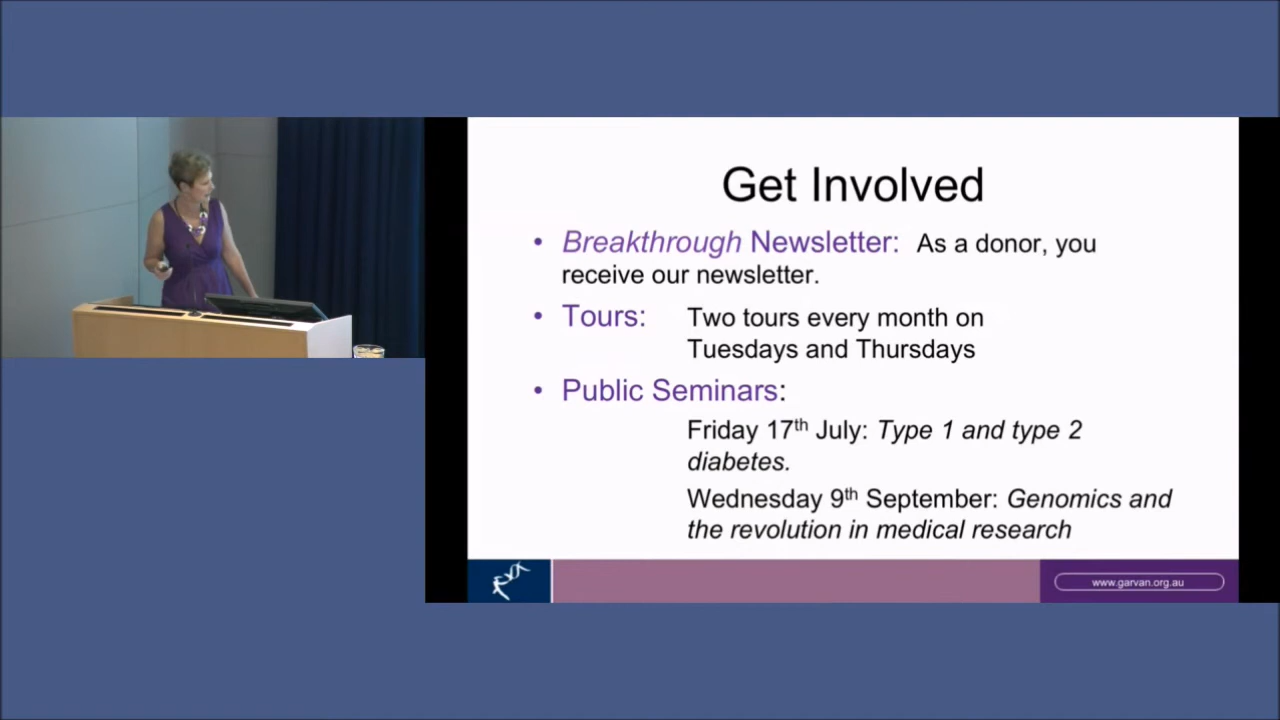 Get Involved
• Breakthrough Newsletter: As a donor, you
receive our newsletter.
• Tours: Two tours every month on
Tuesdays and Thursdays
• Public Seminars:
Friday 17th July: Type 1 and type 2
diabetes.
Wednesday 9th September: Genomics and
the revolution in medical research
www.garvan.org.au